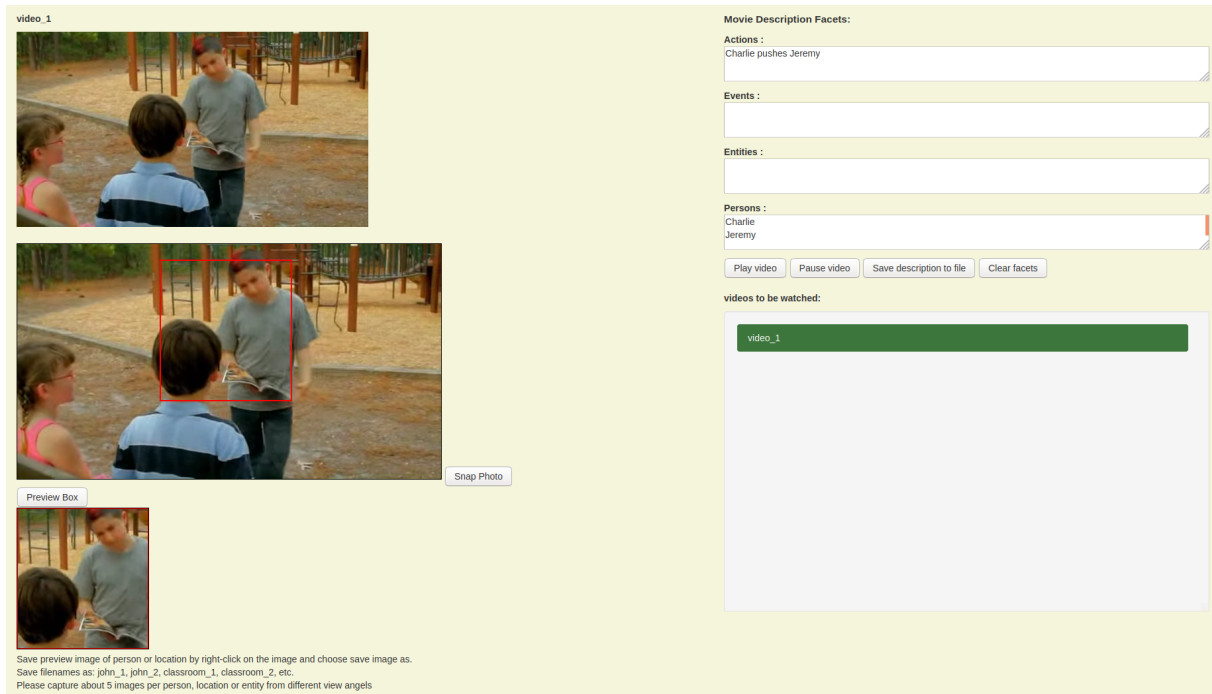 video_1
Snap Photo
Preview Box
Save preview image of person or location by right-click on the image and choose save image as.
Save filenames as: john_1, john_2, classroom_1, classroom_2, etc.
Please capture about 5 images per person, location or entity from different view angels
Movie Description Facets:
Actions :
Charlie pushes Jeremy
Events :
Entities :
Persons :
Charlie
Jeremy
Play video Pause video Save description to file Clear facets
videos to be watched:
video_1